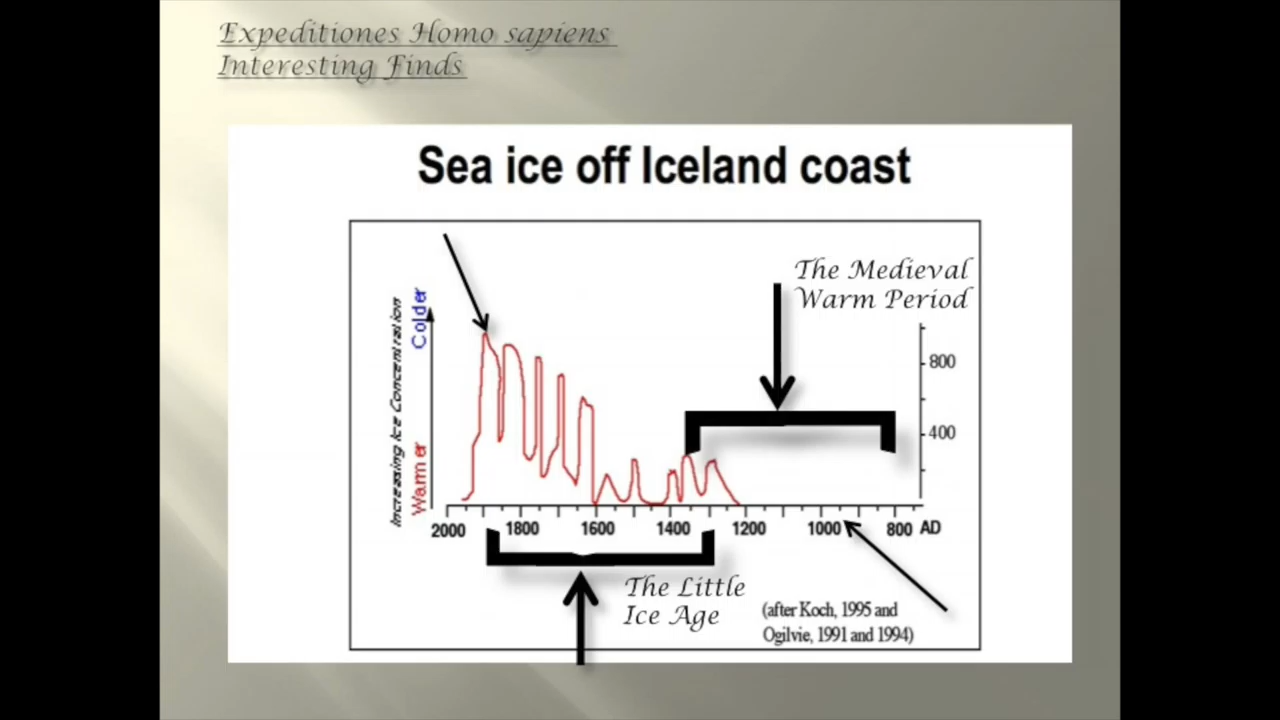 Expeditiones Homo sapiens
Interesting Finds
Sea ice off Iceland coast
The Medieval
Warm Period
Increasing Ice Concentration
Colder
Warmer
800
400
2000 1800 1600 1400 1200 1000 800 AD
The Little
Ice Age
(after Koch, 1995 and
Ogilvie, 1991 and 1994)